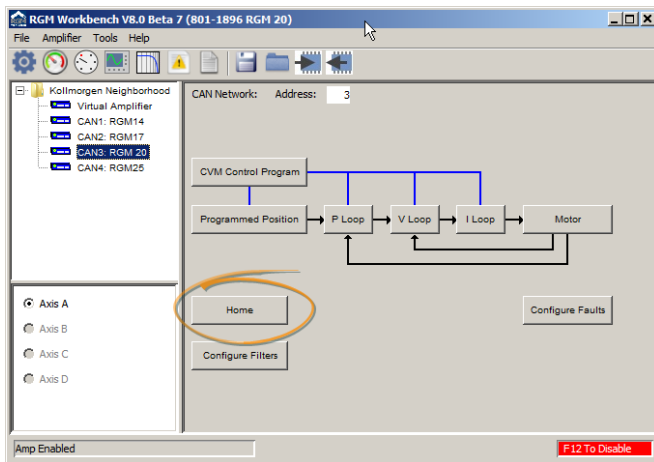 RGM Workbench V8.0 Beta 7 (801-1896 RGM 20)
File Amplifier Tools Help
Kollmorgen Neighborhood
Virtual Amplifier
CAN1: RGM14
CAN2: RGM17
CAN3: RGM 20
CAN4: RGM25
CAN Network: Address: 3
CVM Control Program
Programmed Position P Loop V Loop I Loop Motor
Home Configure Faults
Configure Filters
Axis A
Axis B
Axis C
Axis D
Amp Enabled F12 To Disable